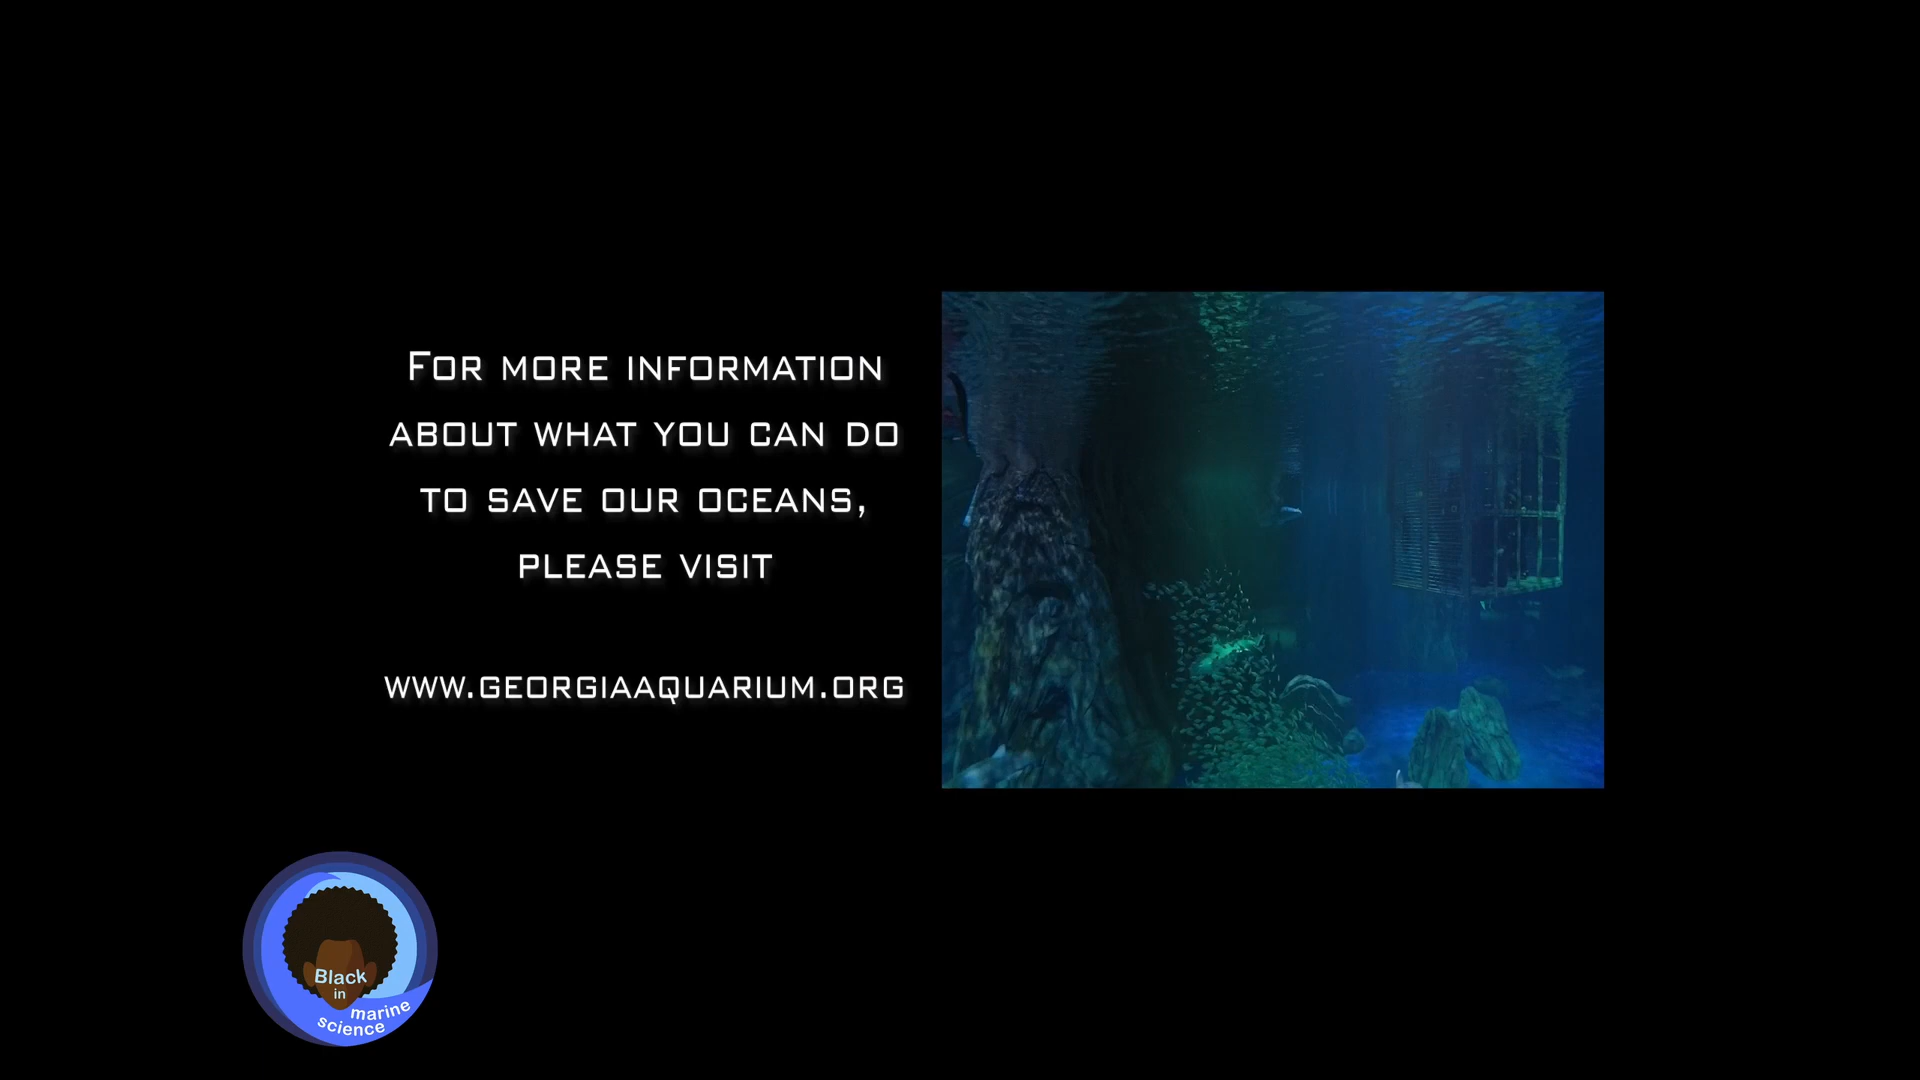 For more information
about what you can do
to save our oceans,
please visit
www.georgiaaquarium.org
Black
in
marine
science